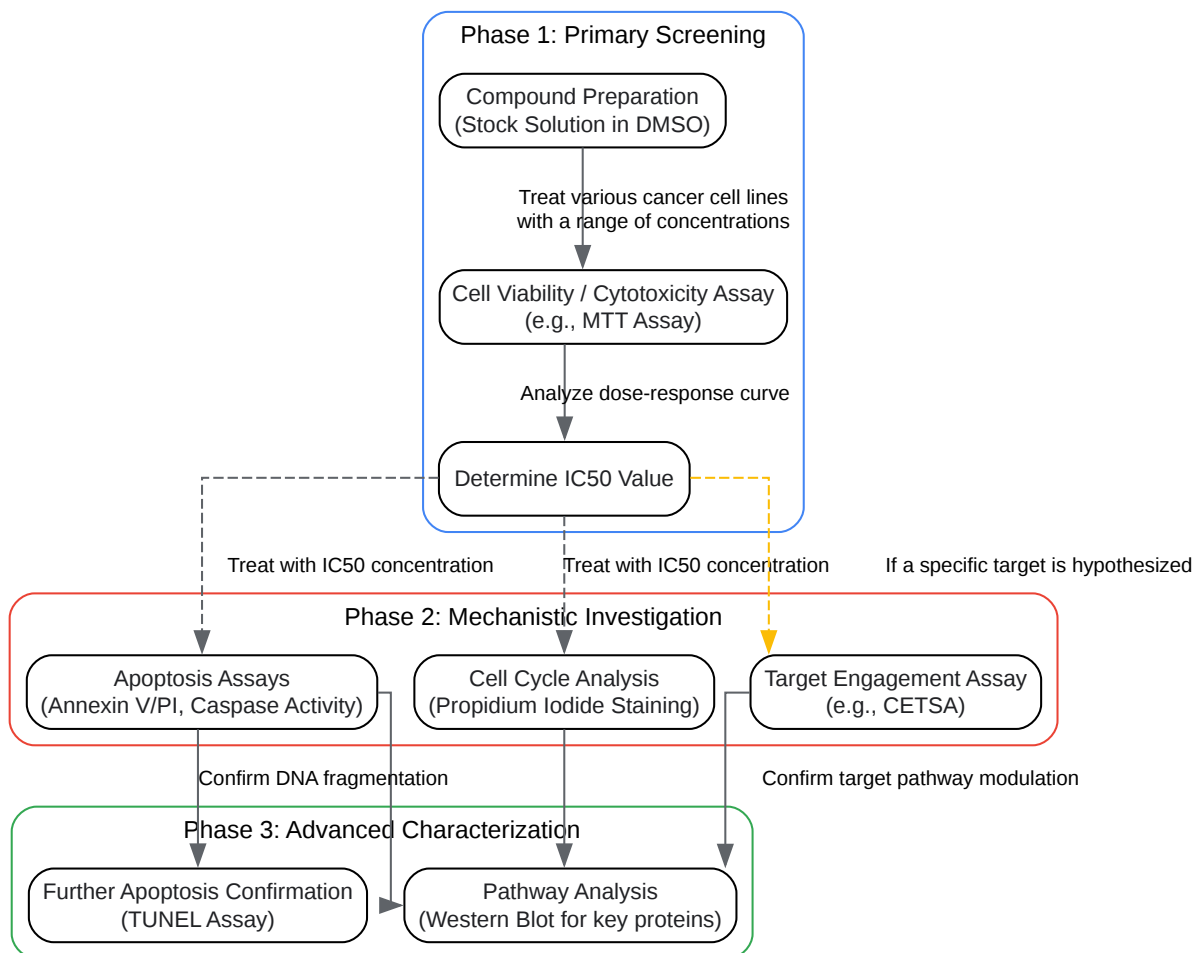 Phase 1: Primary Screening
Compound Preparation
(Stock Solution in DMSO)
Treat various cancer cell lines
with a range of concentrations
Cell Viability / Cytotoxicity Assay
(e.g., MTT Assay)
Analyze dose-response curve
Determine IC50 Value
Treat with IC50 concentration
Treat with IC50 concentration
If a specific target is hypothesized
Phase 2: Mechanistic Investigation
Apoptosis Assays
(Annexin V/PI, Caspase Activity)
Cell Cycle Analysis
(Propidium Iodide Staining)
Target Engagement Assay
(e.g., CETSA)
Confirm DNA fragmentation
Confirm target pathway modulation
Phase 3: Advanced Characterization
Further Apoptosis Confirmation
(TUNEL Assay)
Pathway Analysis
(Western Blot for key proteins)